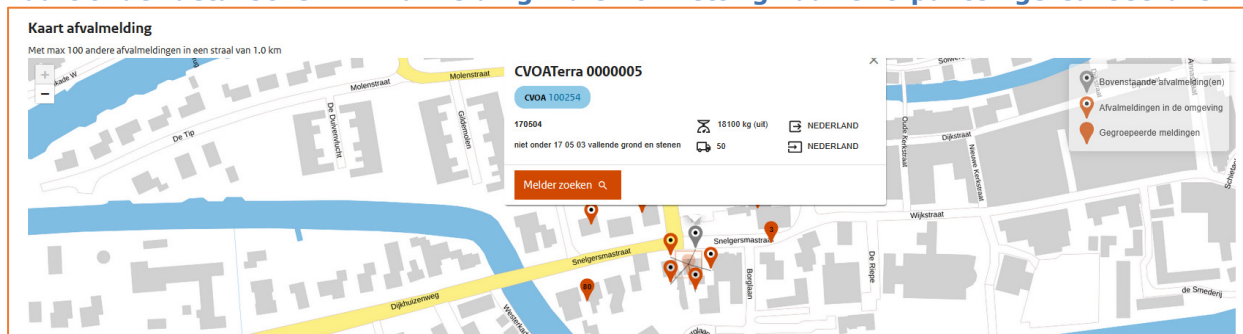 Kaart afvalmelding
Met max 100 andere afvalmeldingen in een straal van 1.0 km
+
−
CVOATerra 0000005
CVOA 100254
170504
18100 kg (uit)
NEDERLAND
niet onder 17 05 03 vallende grond en stenen
50
NEDERLAND
Melder zoeken
Bovenstaande afvalmelding(en)
Afvalmeldingen in de omgeving
Gegroepeerde meldingen
Molenstraat
Molenstraat
De Tip
De Duivenvlucht
Gildemolen
Oude Kerkstraat
Dijkstraat
Nieuwe Kerkstraat
Wijkstraat
Snelgersmastraat
Snelgersmastraat
3
80
Dijkhuizenweg
Borglaan
De Riepe
de Smederij